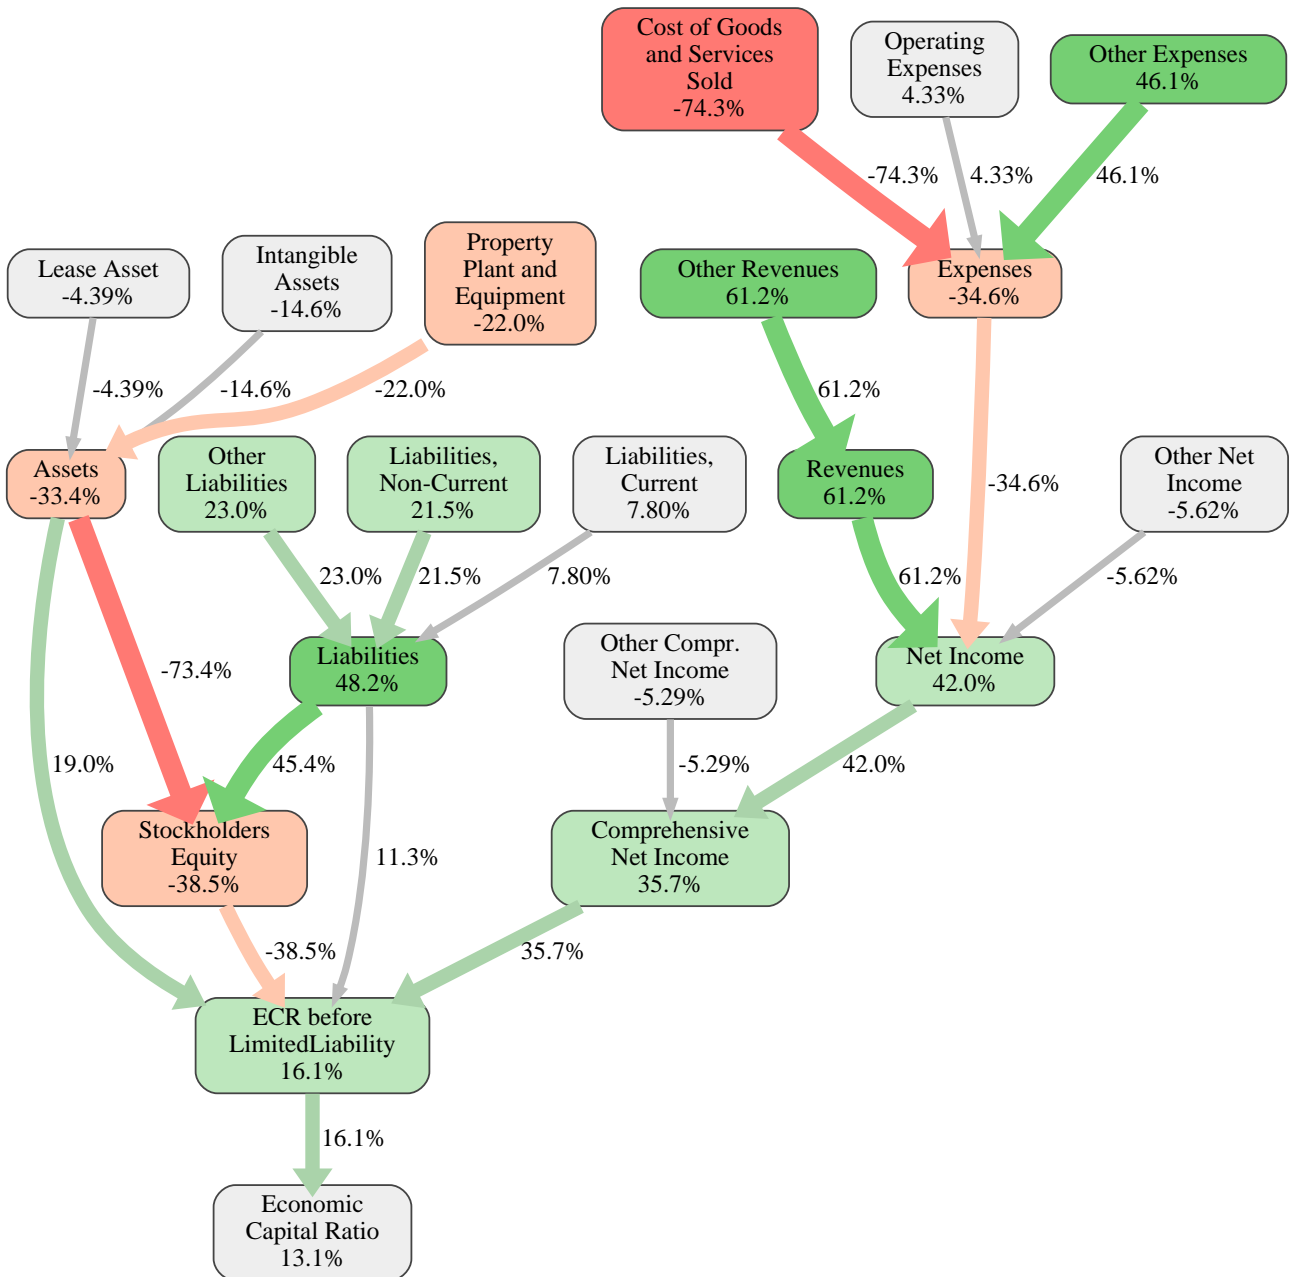 Cost of Goods
and Services
Sold
-74.3%
Operating
Expenses
4.33%
Other Expenses
46.1%
-74.3%
4.33%
46.1%
Lease Asset
-4.39%
Intangible
Assets
-14.6%
Property
Plant and
Equipment
-22.0%
Other Revenues
61.2%
Expenses
-34.6%
-4.39%
-14.6%
-22.0%
61.2%
Assets
-33.4%
Other
Liabilities
23.0%
Liabilities,
Non-Current
21.5%
Liabilities,
Current
7.80%
Revenues
61.2%
-34.6%
Other Net
Income
-5.62%
23.0%
21.5%
7.80%
61.2%
-5.62%
-73.4%
Liabilities
48.2%
Other Compr.
Net Income
-5.29%
Net Income
42.0%
19.0%
45.4%
-5.29%
42.0%
Stockholders
Equity
-38.5%
11.3%
Comprehensive
Net Income
35.7%
-38.5%
35.7%
ECR before
LimitedLiability
16.1%
16.1%
Economic
Capital Ratio
13.1%